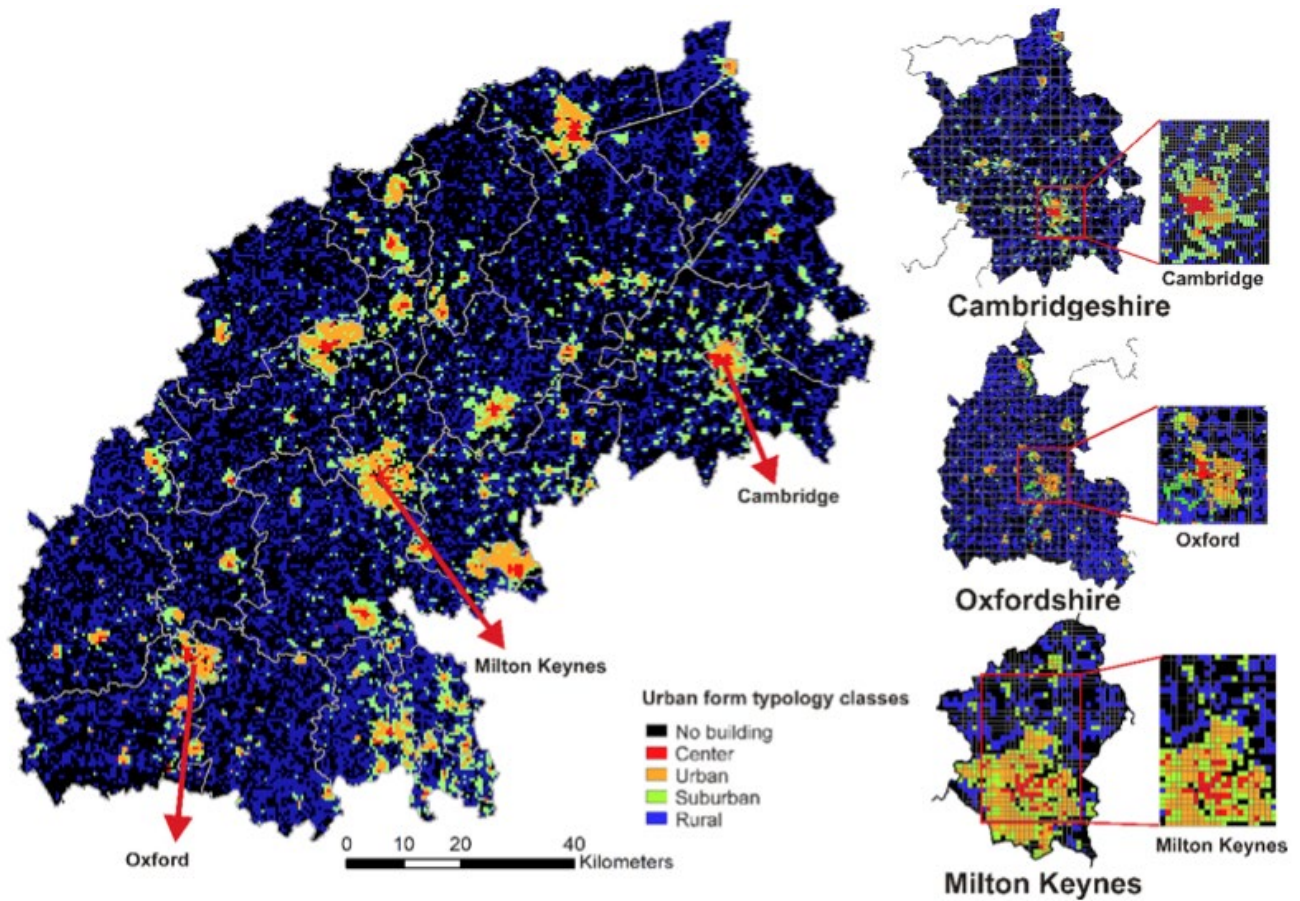 Cambridge
Milton Keynes
Oxford
Urban form typology classes
No building
Center
Urban
Suburban
Rural
0 10 20 40
Kilometers
Cambridge
Cambridgeshire
Oxford
Oxfordshire
Milton Keynes
Milton Keynes